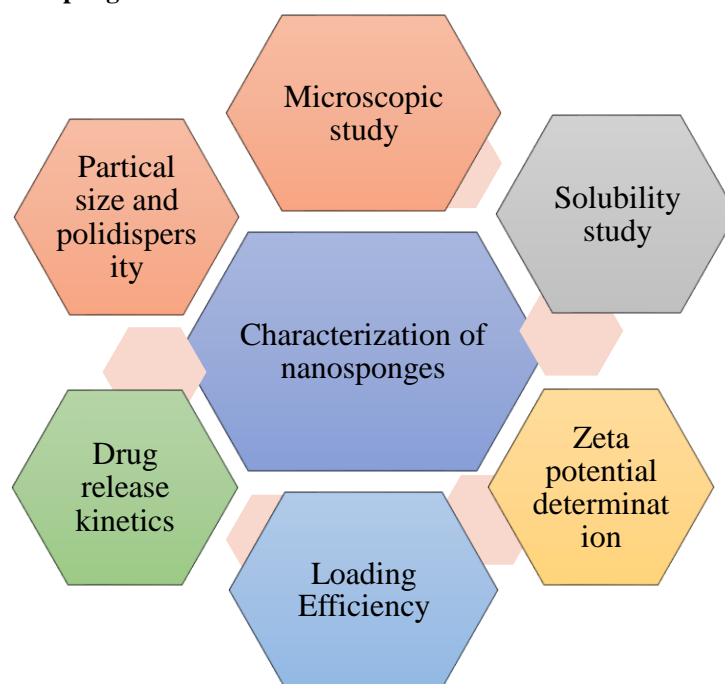 Microscopic
study
Partical
size and
polidispers
ity
Solubility
study
Characterization of
nanosponges
Drug
release
kinetics
Zeta
potential
determinat
ion
Loading
Efficiency